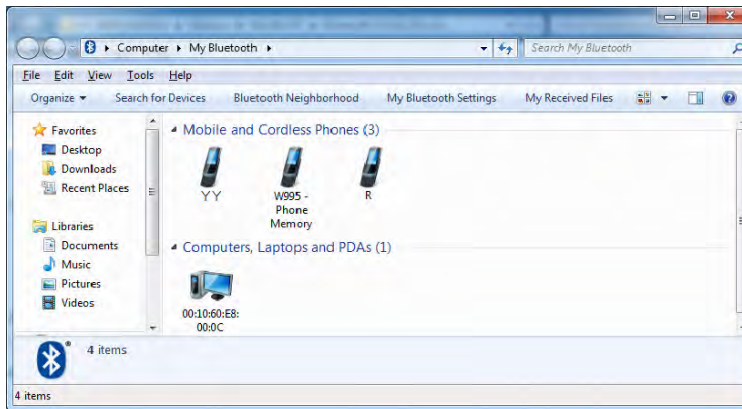 Computer ▸ My Bluetooth ▸
Search My Bluetooth
File Edit View Tools Help
Organize Search for Devices Bluetooth Neighborhood My Bluetooth Settings My Received Files
Favorites
Desktop
Downloads
Recent Places
Libraries
Documents
Music
Pictures
Videos
Mobile and Cordless Phones (3)
Y Y
W995 -
Phone
Memory
R
Computers, Laptops and PDAs (1)
00:10:60:E8:
00:0C
4 items
4 items